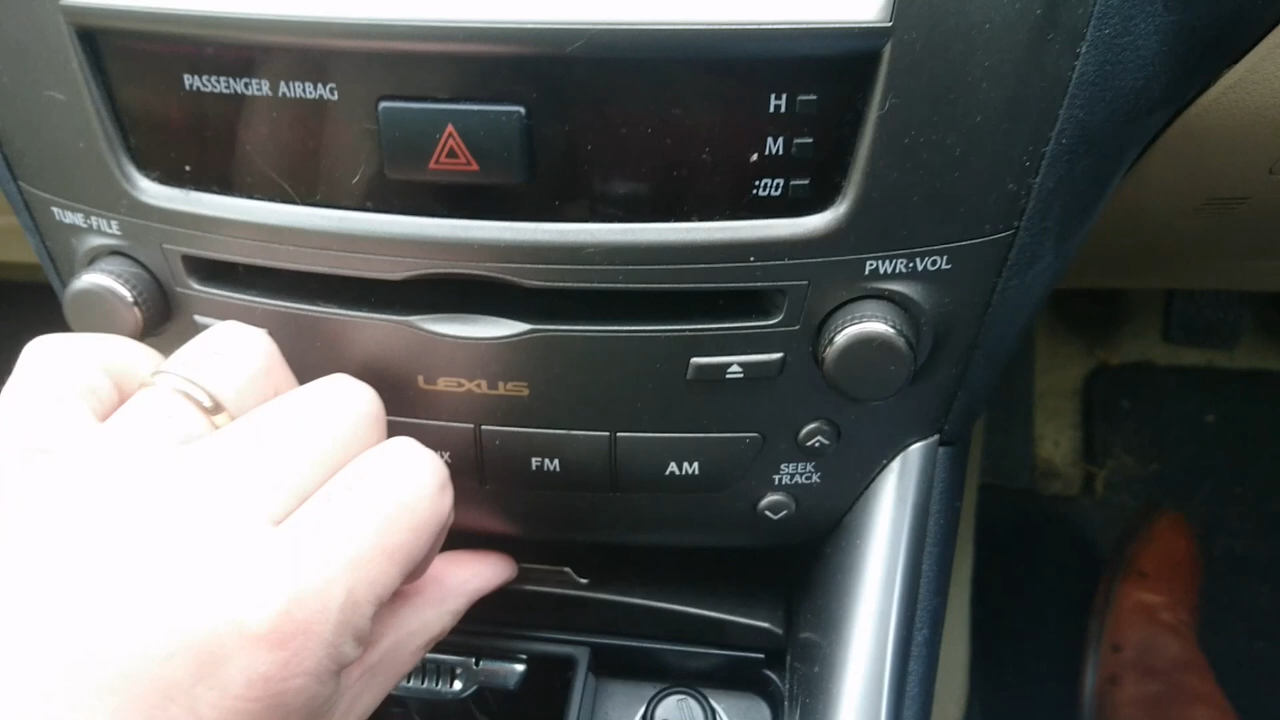 PASSENGER AIRBAG
H
M
:00
TUNE·FILE
PWR·VOL
LEXUS
FM
AM
SEEK
TRACK